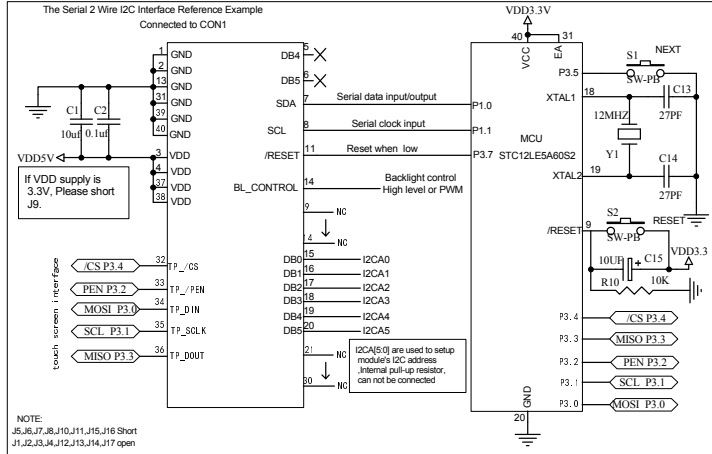 The Serial 2 Wire I2C Interface Reference Example
Connected to CON1
1 GND
2 GND
13 GND
31 GND
39 GND
40 GND
C1
10uf
C2
0.1uf
VDD5V
3 VDD
4 VDD
37 VDD
38 VDD
If VDD supply is
3.3V, Please short
J9.
touch screen interface
/CS P3.4 32 TP_/CS
PEN P3.2 33 TP_/PEN
MOSI P3.0 34 TP_DIN
SCL P3.1 35 TP_SCLK
MISO P3.3 36 TP_DOUT
DB4 5
DB5 6
SDA 7 Serial data input/output P1.0
SCL 8 Serial clock input P1.1
/RESET 11 Reset when low P3.7
BL_CONTROL 14 Backlight control
High level or PWM
9 NC
14 NC
DB0 15 I2CA0
DB1 16 I2CA1
DB2 17 I2CA2
DB3 18 I2CA3
DB4 19 I2CA4
DB5 20 I2CA5
21 NC
30 NC
I2CA[5:0] are used to setup
module's I2C address
,Internal pull-up resistor,
can not be connected
VDD3.3V
40 31
VCC EA
MCU
STC12LE5A60S2
P3.5
S1 NEXT
SW-PB
XTAL1 18
12MHZ
Y1
C13
27PF
XTAL2 19
C14
27PF
/RESET 9
S2 RESET
SW-PB
VDD3.3
10UF + C15
R10 10K
P3.4 /CS P3.4
P3.3 MISO P3.3
P3.2 PEN P3.2
P3.1 SCL P3.1
P3.0 MOSI P3.0
GND
20
NOTE:
J5,J6,J7,J8,J10,J11,J15,J16 Short
J1,J2,J3,J4,J12,J13,J14,J17 open